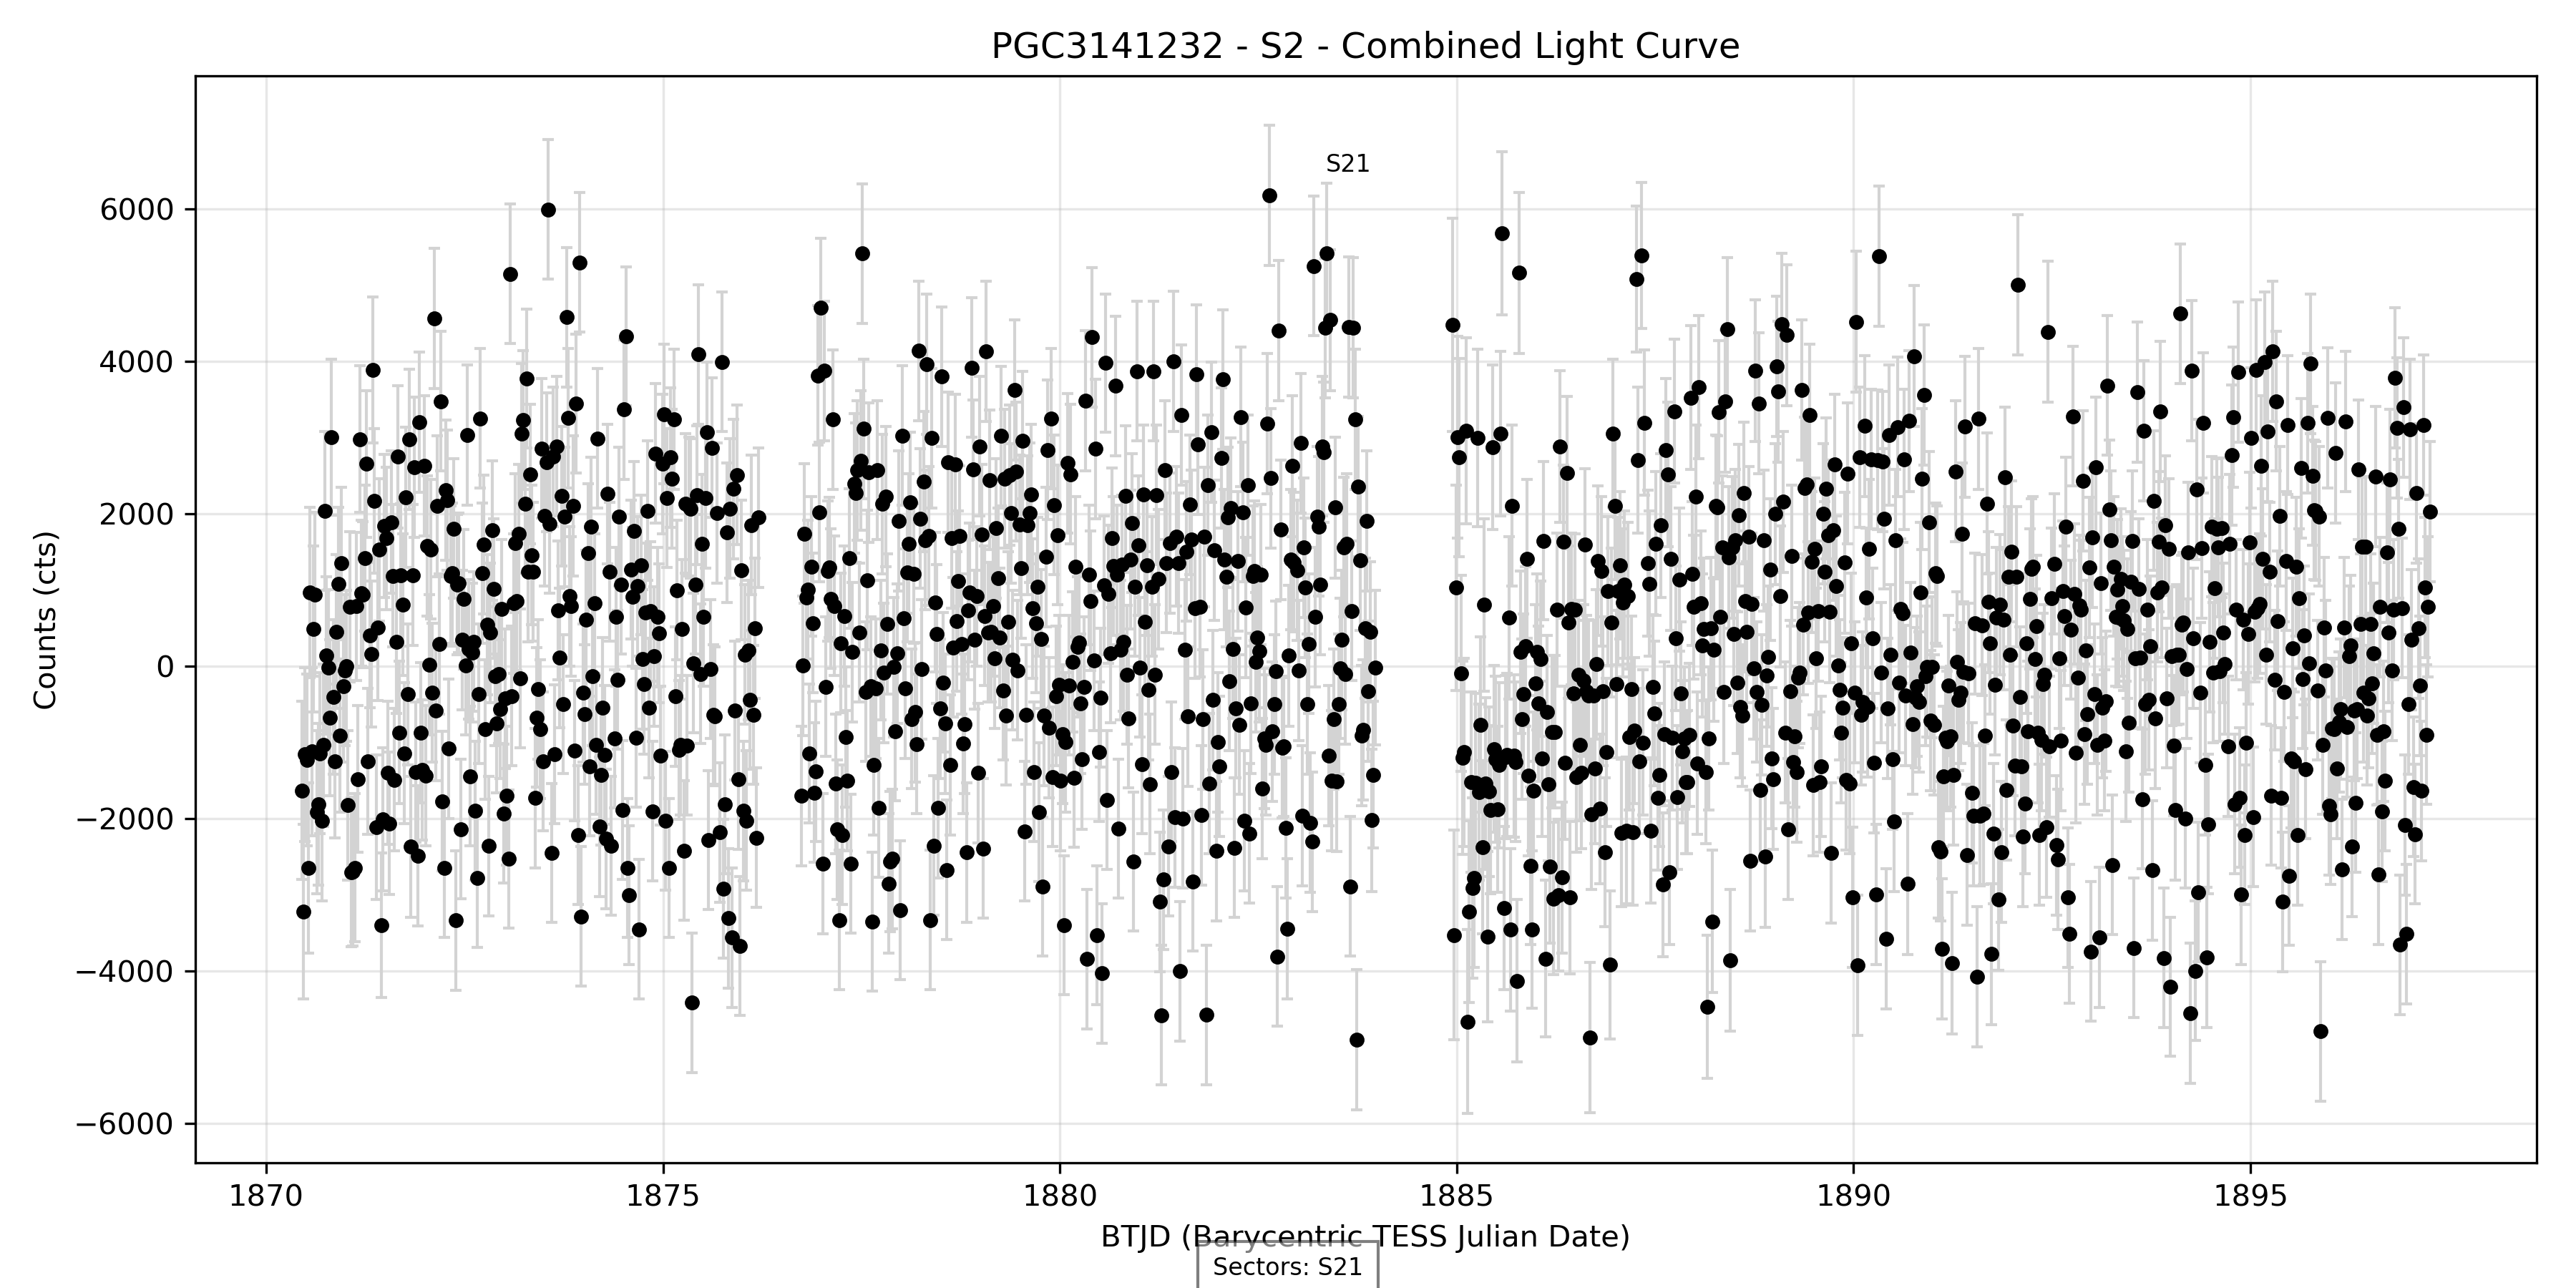 PGC3141232 - S2 - Combined Light Curve
S21
6000
4000
2000
0
−2000
−4000
−6000
Counts (cts)
1870 1875 1880 1885 1890 1895
BTJD (Barycentric TESS Julian Date)
Sectors: S21